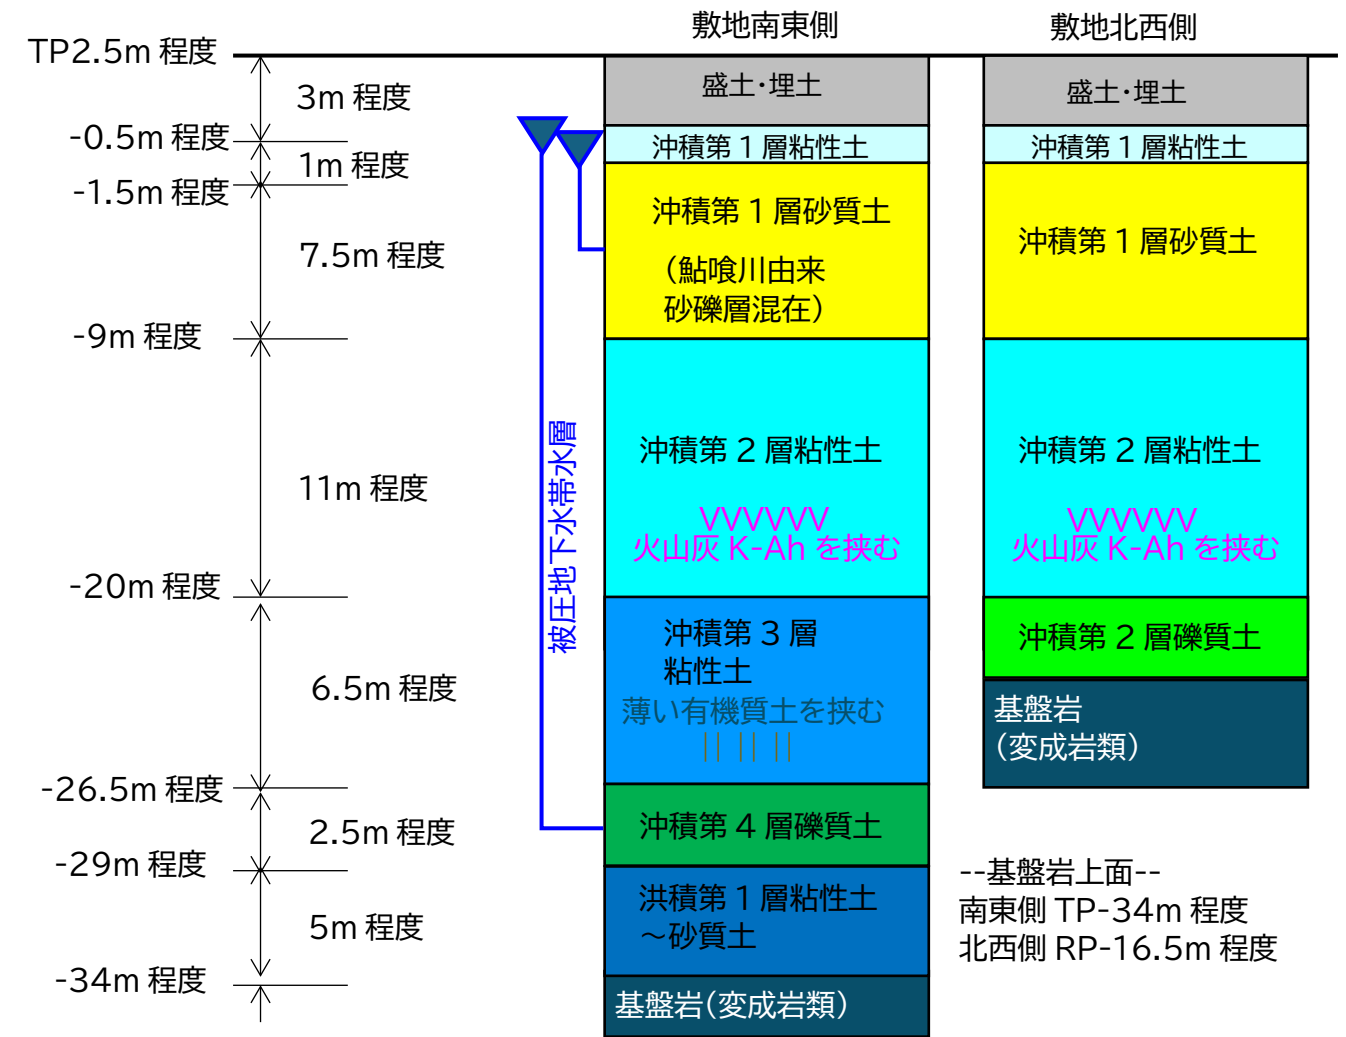 敷地南東側
敷地北西側
TP2.5m 程度
3m 程度
-0.5m 程度
1m 程度
-1.5m 程度
7.5m 程度
-9m 程度
11m 程度
-20m 程度
6.5m 程度
-26.5m 程度
2.5m 程度
-29m 程度
5m 程度
-34m 程度
被圧地下水帯水層
盛土・埋土
沖積第1層粘性土
沖積第1層砂質土
(鮎喰川由来
砂礫層混在)
沖積第2層粘性土
VVVVVV
火山灰 K-Ah を挟む
沖積第3層
粘性土
薄い有機質土を挟む
沖積第4層礫質土
洪積第1層粘性土
~砂質土
基盤岩(変成岩類)
盛土・埋土
沖積第1層粘性土
沖積第1層砂質土
沖積第2層粘性土
VVVVVV
火山灰 K-Ah を挟む
沖積第2層礫質土
基盤岩
(変成岩類)
--基盤岩上面--
南東側 TP-34m 程度
北西側 RP-16.5m 程度